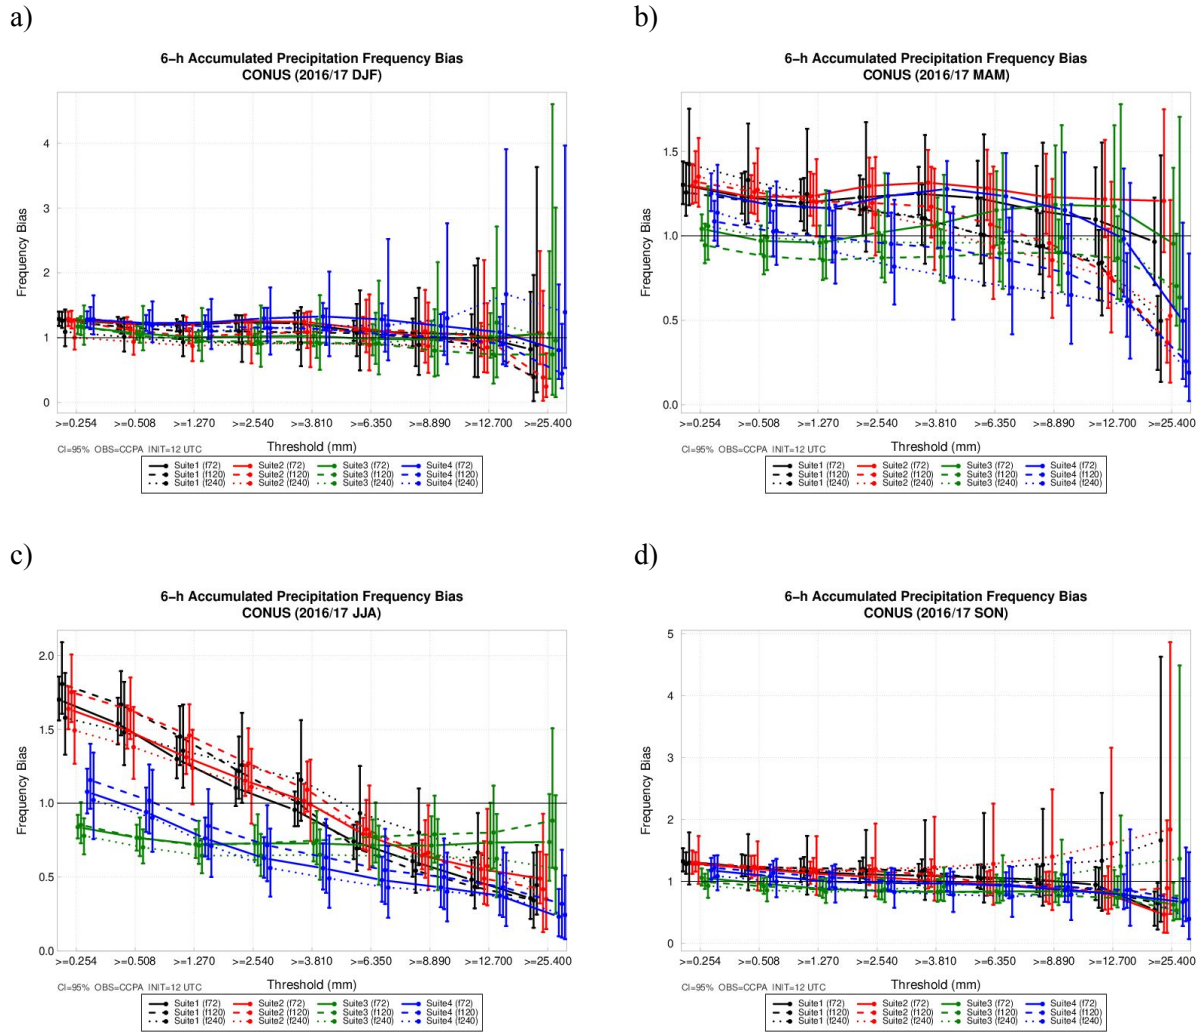 a)
6-h Accumulated Precipitation Frequency Bias
CONUS (2016/17 DJF)
Frequency Bias
4
3
2
1
0
>=0.254 >=0.508 >=1.270 >=2.540 >=3.810 >=6.350 >=8.890 >=12.700 >=25.400
Threshold (mm)
CI=95% OBS=CCPA INIT=12 UTC
Suite1 (f72) Suite2 (f72) Suite3 (f72) Suite4 (f72)
Suite1 (f120) Suite2 (f120) Suite3 (f120) Suite4 (f120)
Suite1 (f240) Suite2 (f240) Suite3 (f240) Suite4 (f240)
b)
6-h Accumulated Precipitation Frequency Bias
CONUS (2016/17 MAM)
Frequency Bias
1.5
1.0
0.5
0.0
>=0.254 >=0.508 >=1.270 >=2.540 >=3.810 >=6.350 >=8.890 >=12.700 >=25.400
Threshold (mm)
CI=95% OBS=CCPA INIT=12 UTC
Suite1 (f72) Suite2 (f72) Suite3 (f72) Suite4 (f72)
Suite1 (f120) Suite2 (f120) Suite3 (f120) Suite4 (f120)
Suite1 (f240) Suite2 (f240) Suite3 (f240) Suite4 (f240)
c)
6-h Accumulated Precipitation Frequency Bias
CONUS (2016/17 JJA)
Frequency Bias
2.0
1.5
1.0
0.5
0.0
>=0.254 >=0.508 >=1.270 >=2.540 >=3.810 >=6.350 >=8.890 >=12.700 >=25.400
Threshold (mm)
CI=95% OBS=CCPA INIT=12 UTC
Suite1 (f72) Suite2 (f72) Suite3 (f72) Suite4 (f72)
Suite1 (f120) Suite2 (f120) Suite3 (f120) Suite4 (f120)
Suite1 (f240) Suite2 (f240) Suite3 (f240) Suite4 (f240)
d)
6-h Accumulated Precipitation Frequency Bias
CONUS (2016/17 SON)
Frequency Bias
5
4
3
2
1
0
>=0.254 >=0.508 >=1.270 >=2.540 >=3.810 >=6.350 >=8.890 >=12.700 >=25.400
Threshold (mm)
CI=95% OBS=CCPA INIT=12 UTC
Suite1 (f72) Suite2 (f72) Suite3 (f72) Suite4 (f72)
Suite1 (f120) Suite2 (f120) Suite3 (f120) Suite4 (f120)
Suite1 (f240) Suite2 (f240) Suite3 (f240) Suite4 (f240)